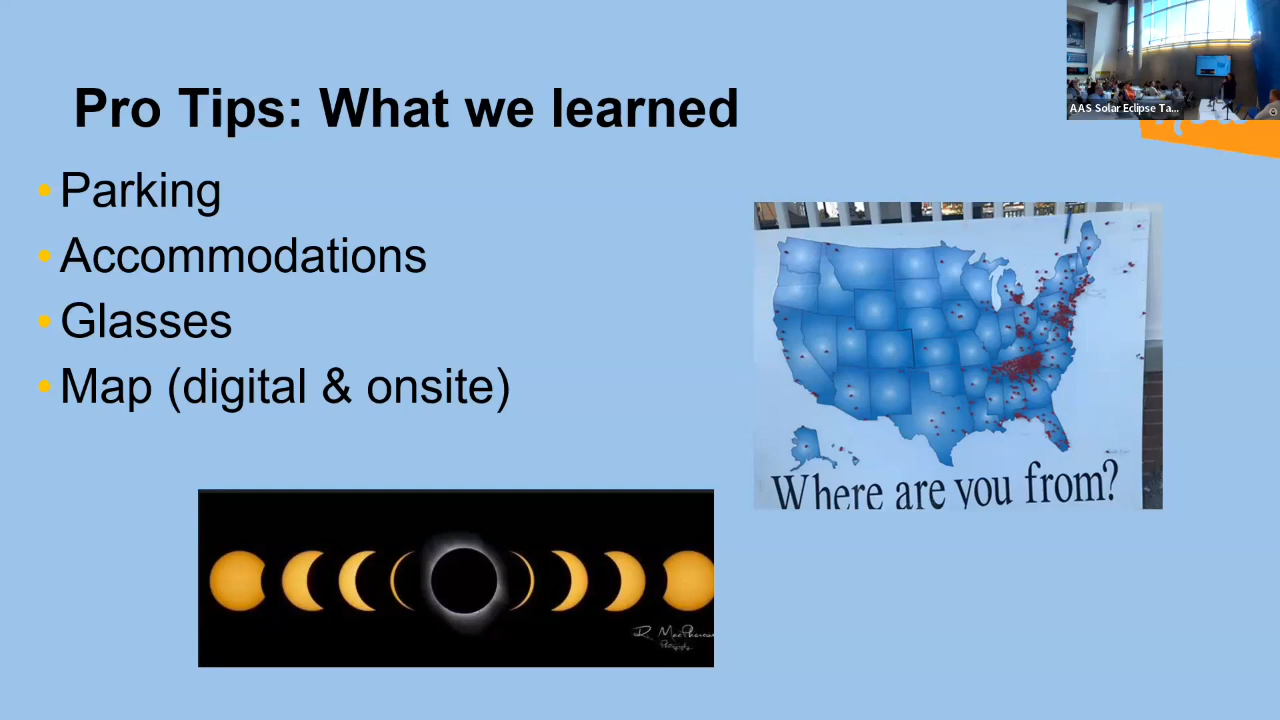 Pro Tips: What we learned
AAS Solar Eclipse Ta...
• Parking
• Accommodations
• Glasses
• Map (digital & onsite)
Where are you from?